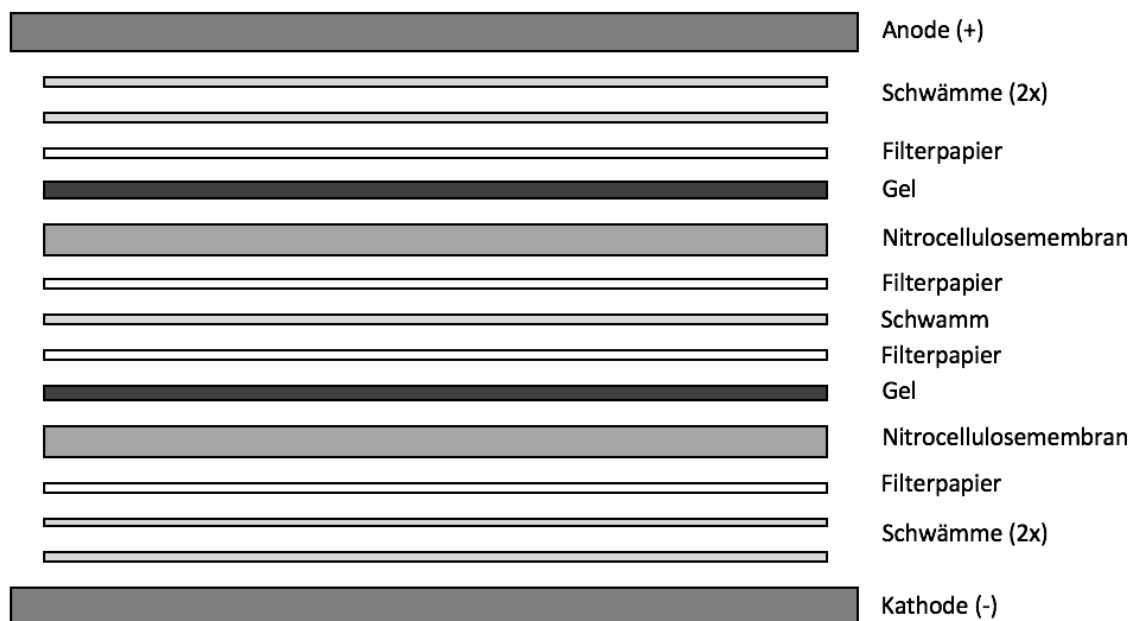 Anode (+)
Schwämme (2x)
Filterpapier
Gel
Nitrocellulosemembran
Filterpapier
Schwamm
Filterpapier
Gel
Nitrocellulosemembran
Filterpapier
Schwämme (2x)
Kathode (-)